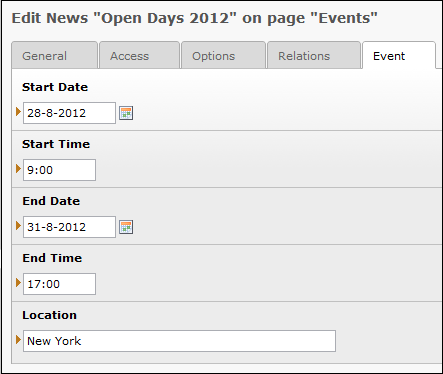 Edit News "Open Days 2012" on page "Events"
General Access Options Relations Event
Start Date
28-8-2012
Start Time
9:00
End Date
31-8-2012
End Time
17:00
Location
New York